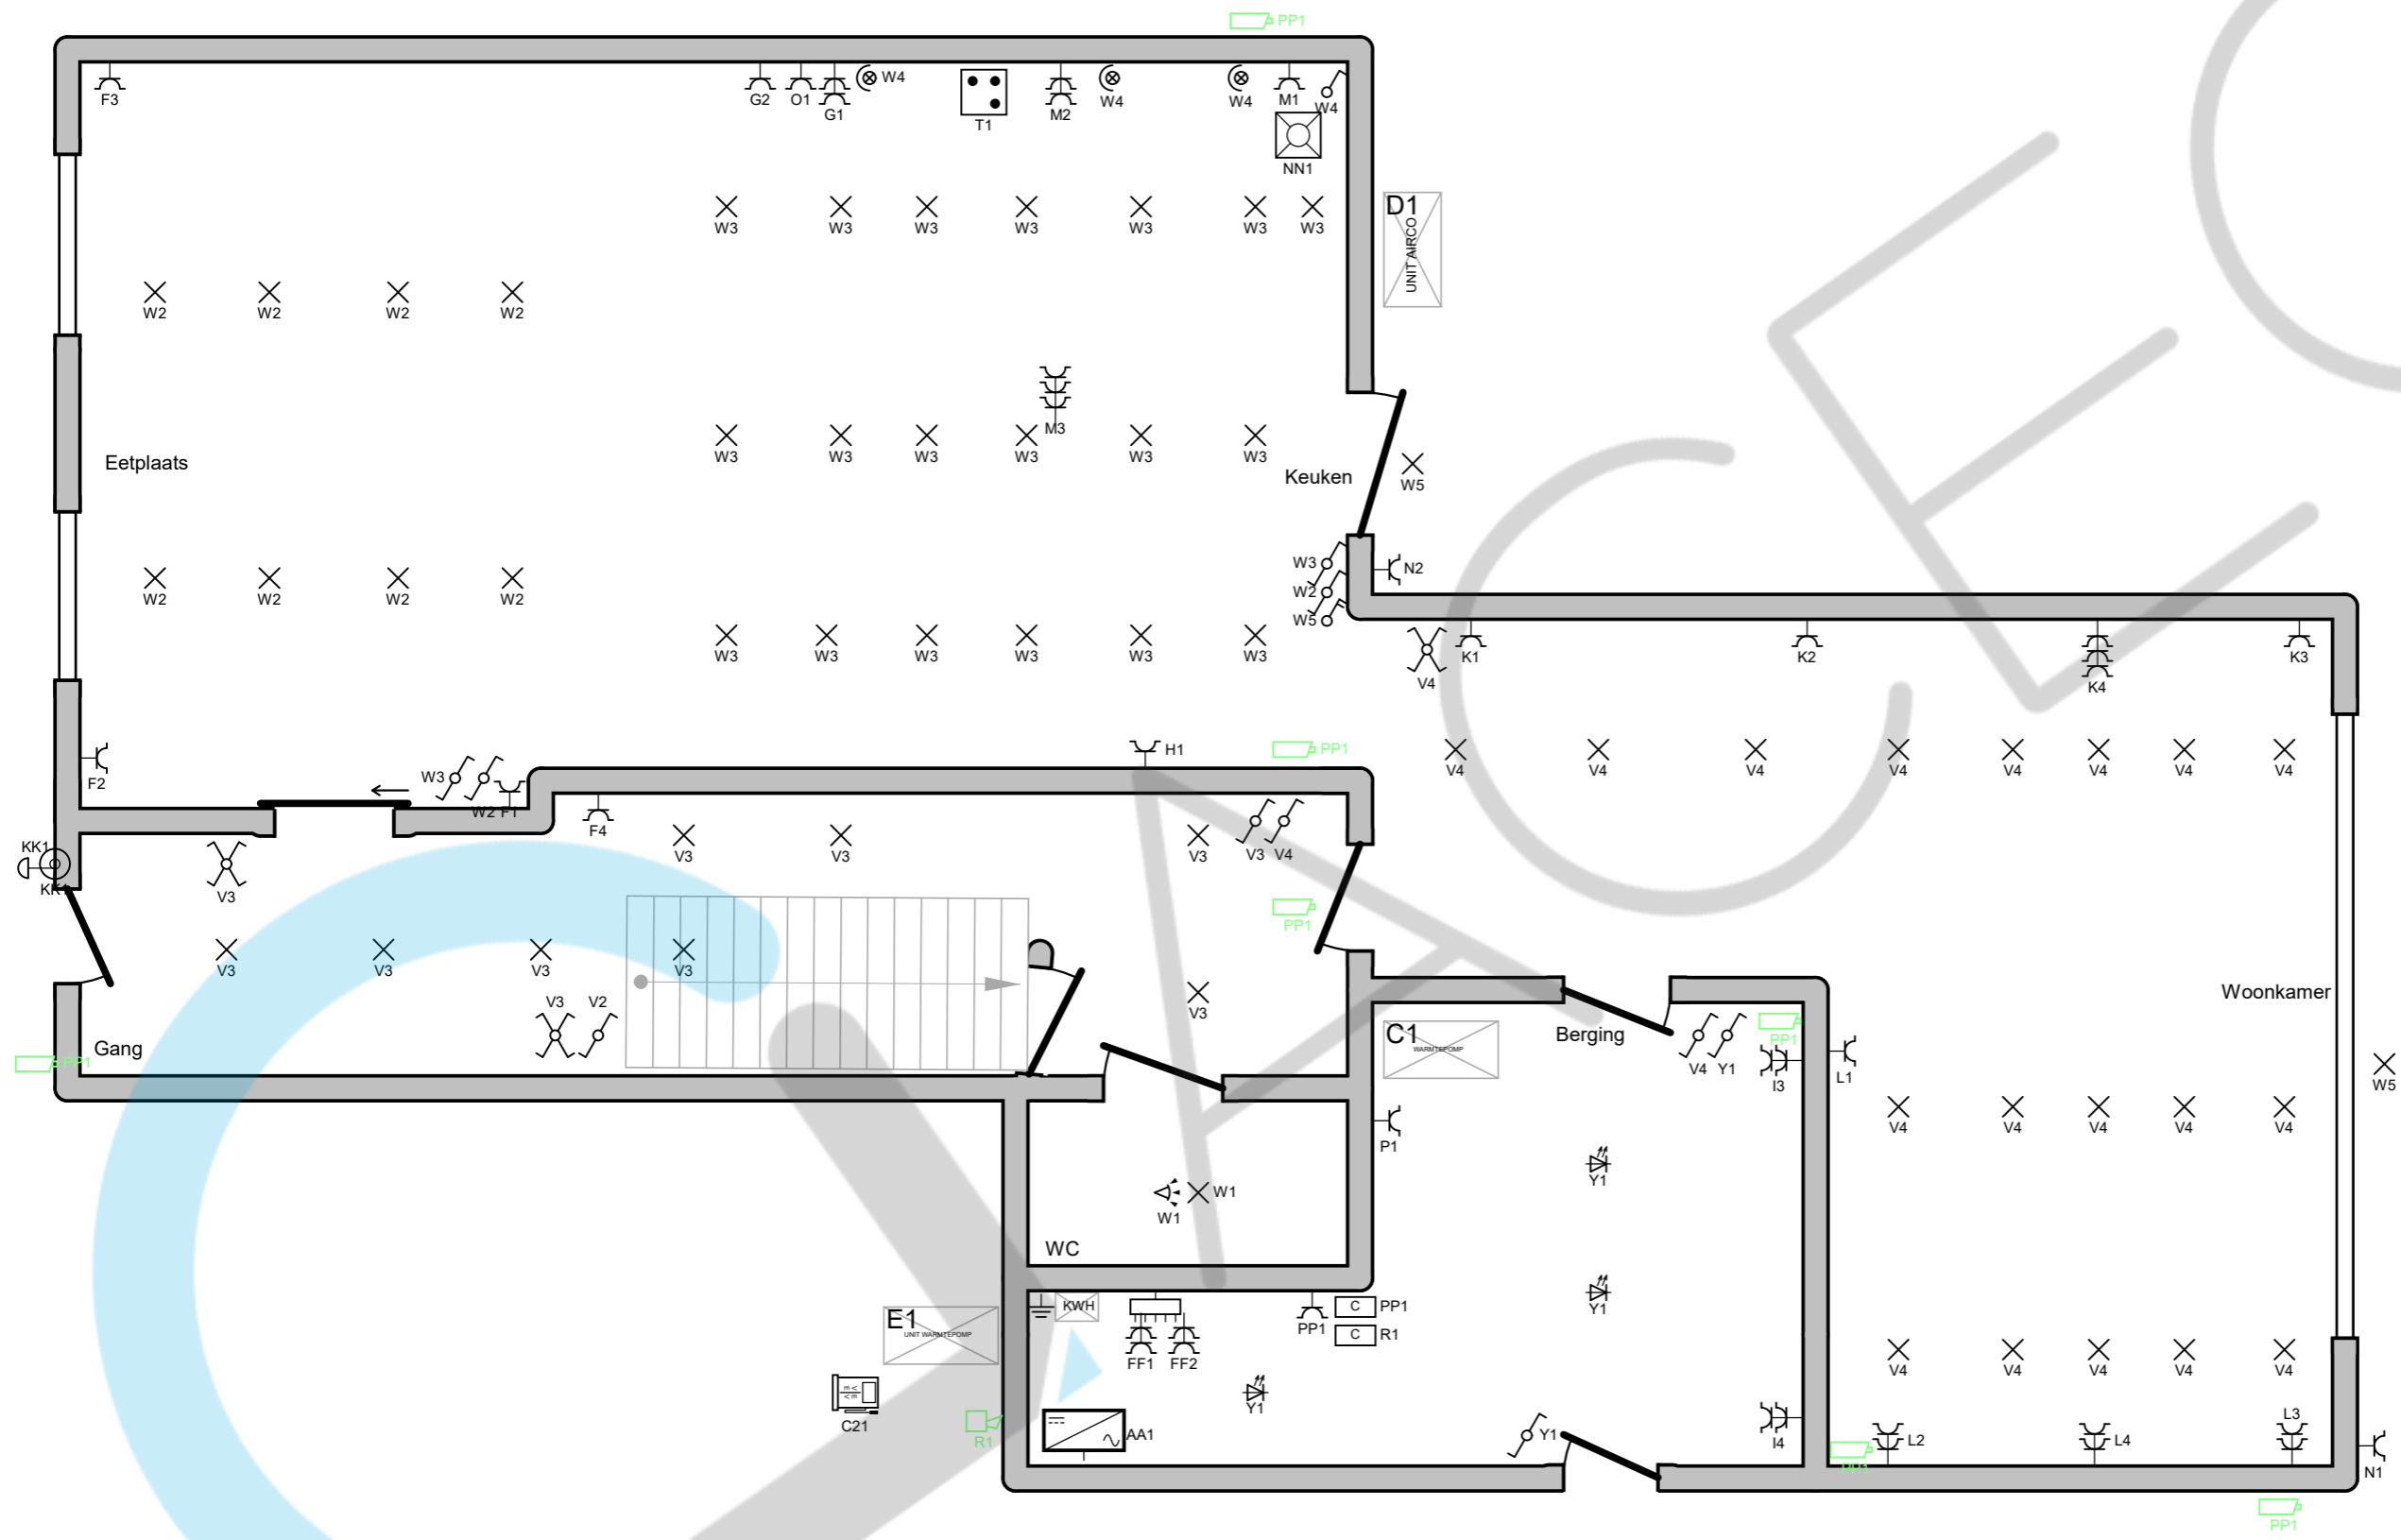 PP1
F3
G2
O1
G1
W4
T1
M2
W4
W4
M1
W4
NN1
D1
UNIT AIRCO
W3 W3 W3 W3 W3 W3 W3
W2 W2 W2 W2
M3
W3 W3 W3 W3 W3 W3
Eetplaats
Keuken
W5
W3
N2
W2
W5
W2 W2 W2 W2
W3 W3 W3 W3 W3 W3
V4
K1
K2
K4
K3
H1
PP1
V4 V4 V4 V4 V4 V4 V4 V4
F2
W3
W2
F1
F4
KK1
KK1
V3
V3
V3
V3
V3
V4
PP1
V3 V3 V3 V3
V3
V3
V2
Gang
PP1
C1
WARMTEPOMP
Berging
V4
Y1
PP1
I3
L1
Woonkamer
W5
P1
V4 V4 V4 V4 V4
Y1
W1
W1
WC
E1
UNIT WARMTEPOMP
KWH
FF1
FF2
PP1
C
PP1
C
R1
Y1
V4 V4 V4 V4 V4
C21
R1
AA1
Y1
Y1
I4
PP1
L2
L4
L3
N1
PP1